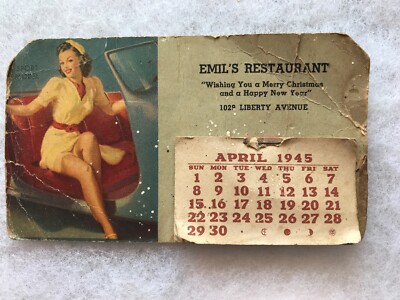 MODEL
EMIL'S RESTAURANT
"Wishing You a Merry Christmas
and a Happy New Year"
1028 LIBERTY AVENUE
APRIL 1945
SUN MON TUE WED THU FRI SAT
1 2 3 4 5 6 7
8 9 10 11 12 13 14
15 16 17 18 19 20 21
22 23 24 25 26 27 28
29 30